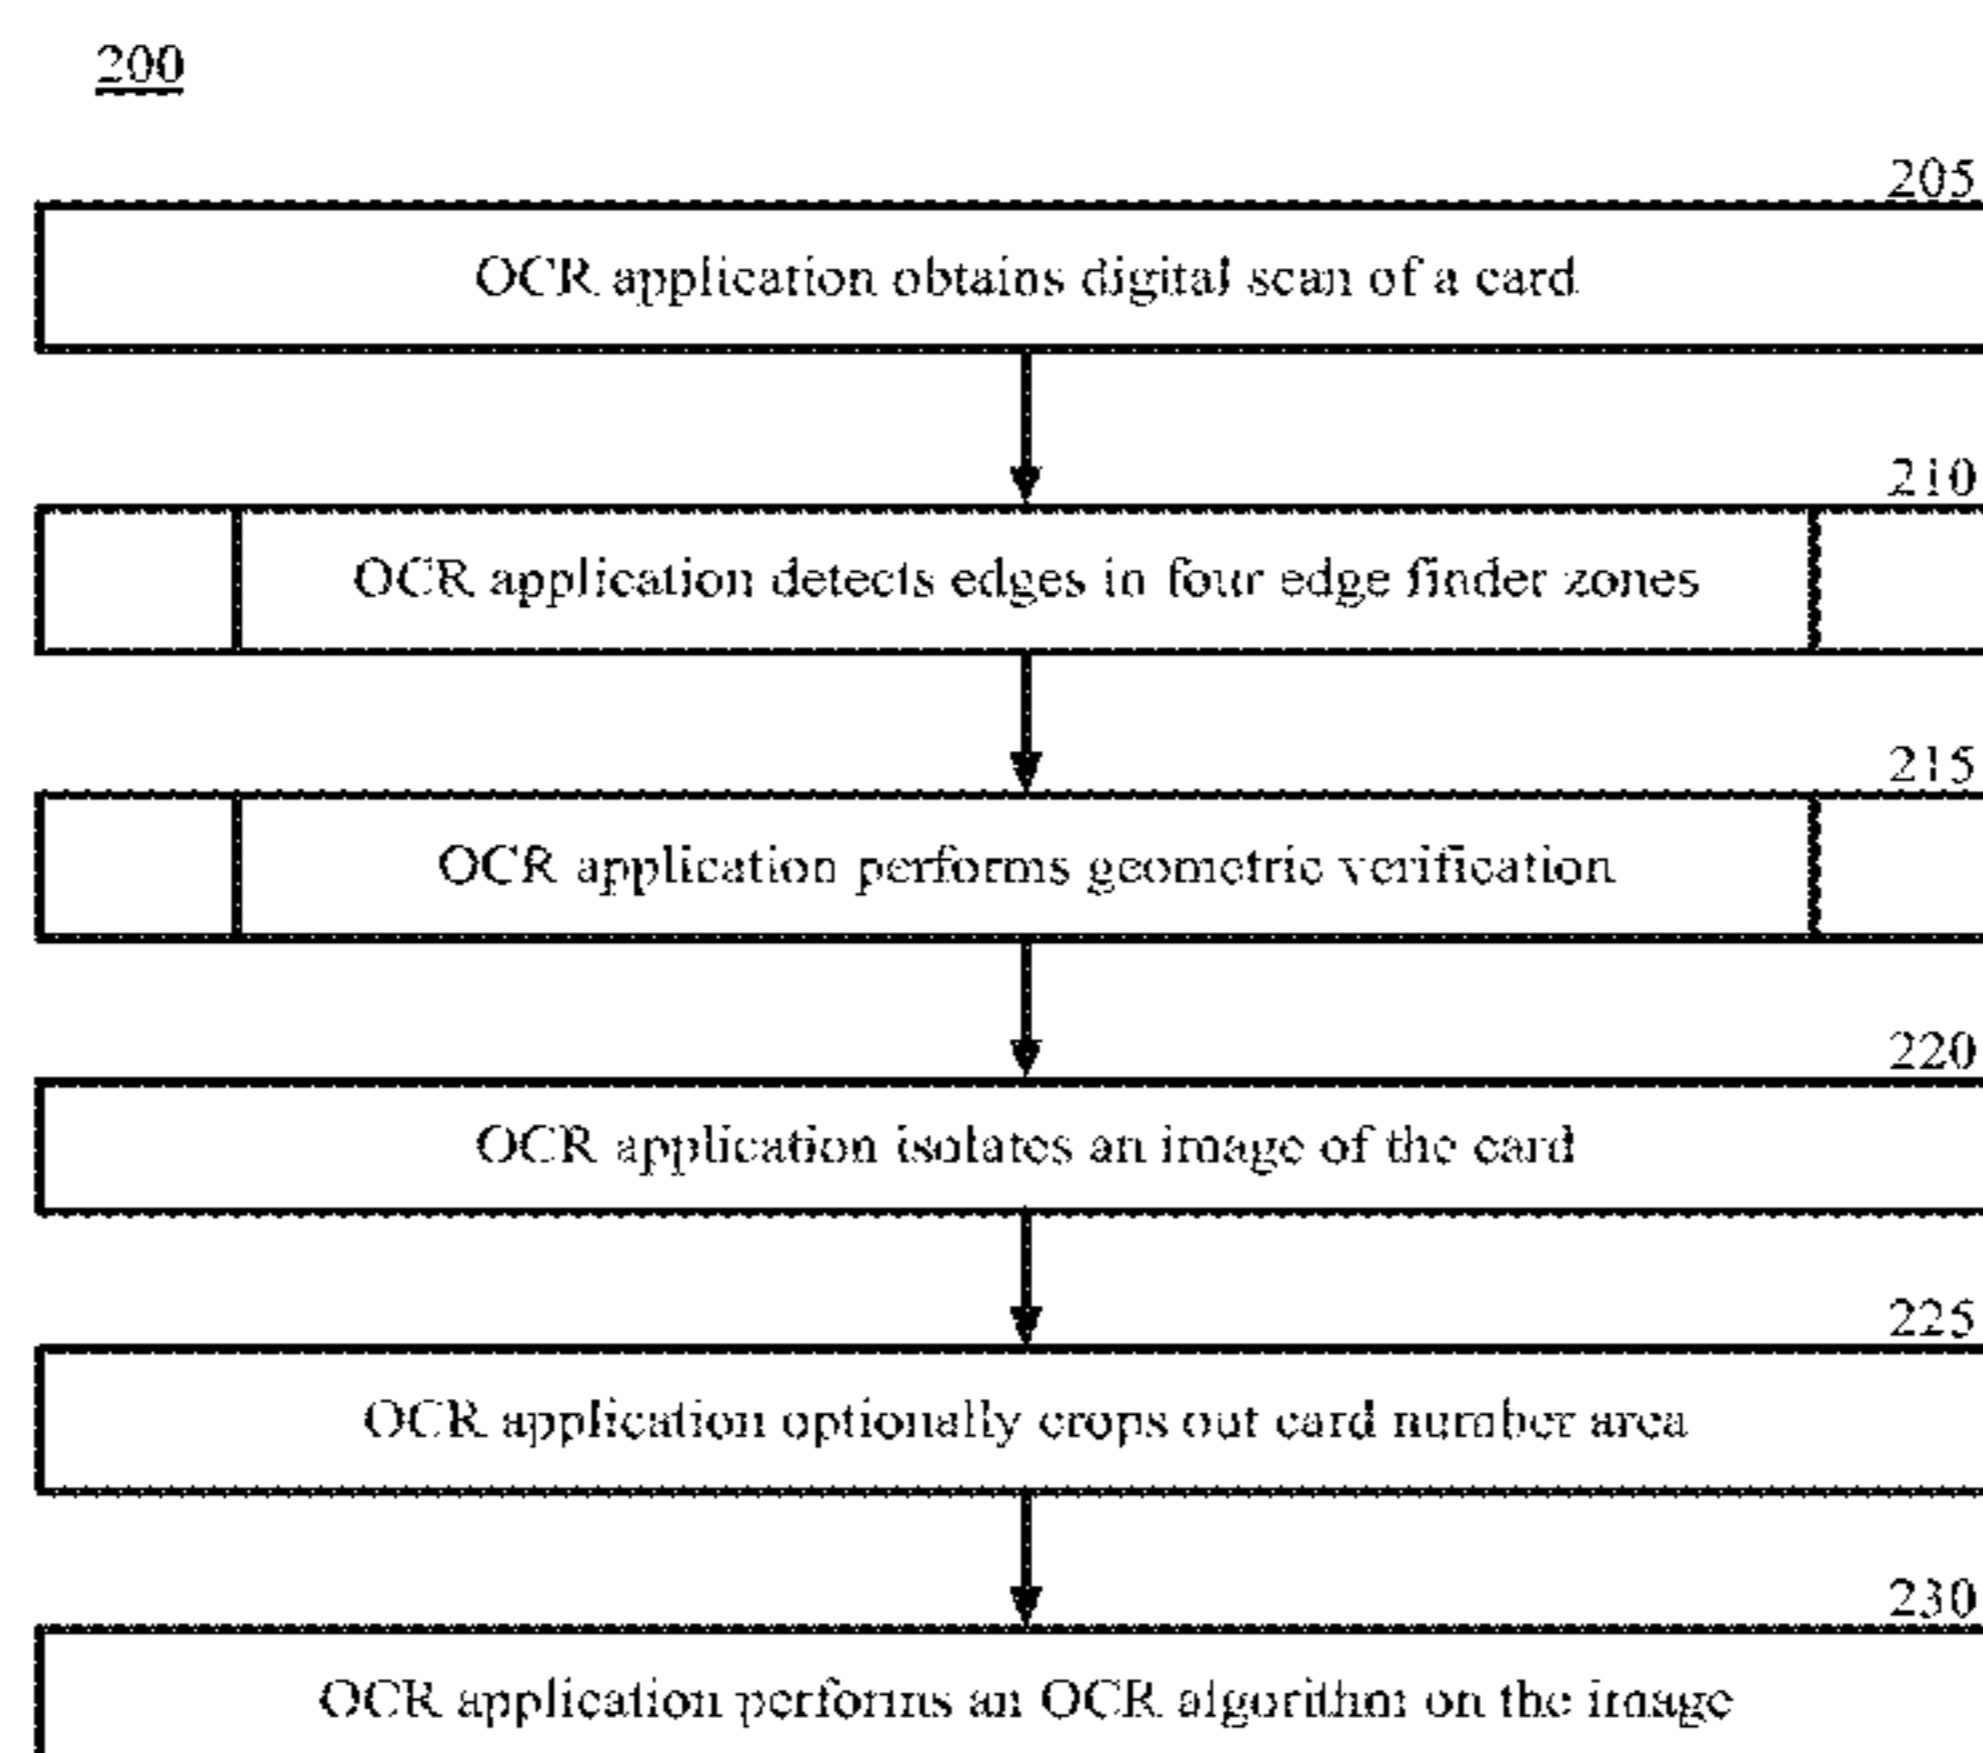 200
205
OCR application obtains digital scan of a card
210
OCR application detects edges in four edge finder zones
215
OCR application performs geometric verification
220
OCR application isolates an image of the card
225
OCR application optionally crops out card number area
230
OCR application performs an OCR algorithm on the image